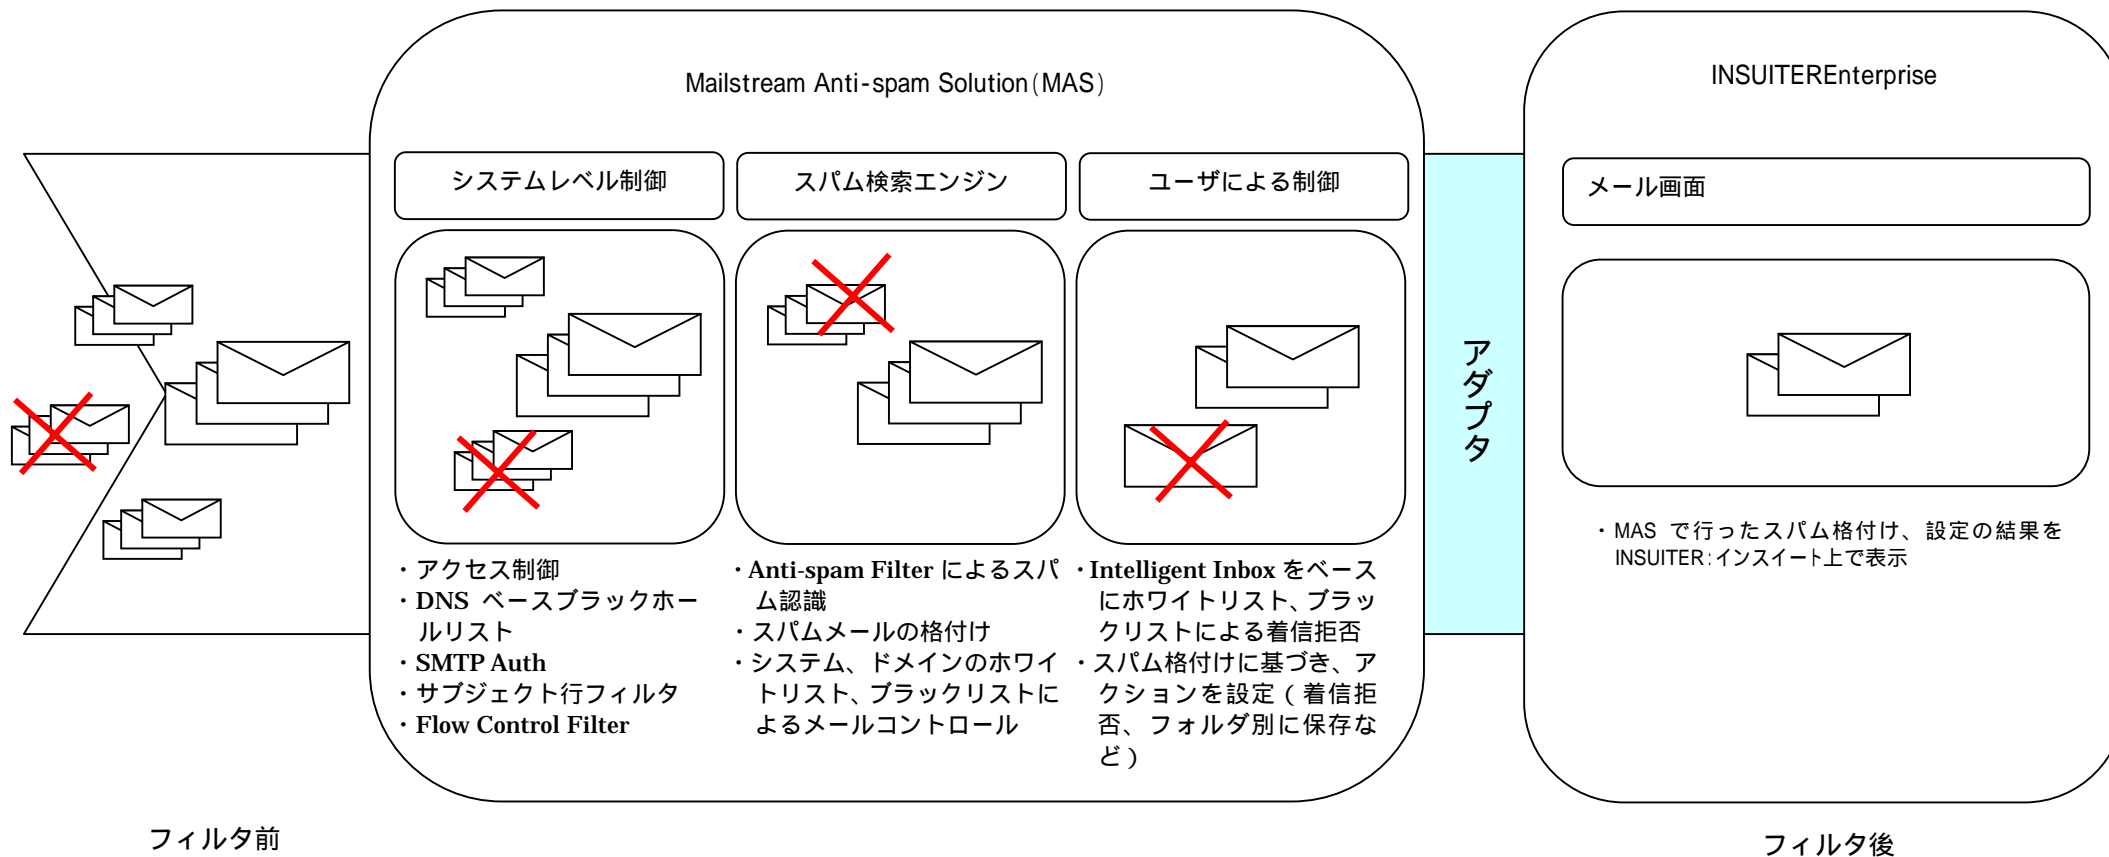 Mailstream Anti-spam Solution(MAS)
システムレベル制御
スパム検索エンジン
ユーザによる制御
・アクセス制御
・DNS ベースブラックホー
ルリスト
・SMTP Auth
・サブジェクト行フィルタ
・Flow Control Filter
・Anti-spam Filter によるスパ
ム認識
・スパムメールの格付け
・システム、ドメインのホワイ
トリスト、ブラックリストに
よるメールコントロール
・Intelligent Inbox をベース
にホワイトリスト、ブラッ
クリストによる着信拒否
・スパム格付けに基づき、ア
クションを設定（着信拒
否、フォルダ別に保存な
ど）
アダプタ
INSUITEREnterprise
メール画面
・MAS で行ったスパム格付け、設定の結果を
INSUITER:インスイート上で表示
フィルタ前
フィルタ後